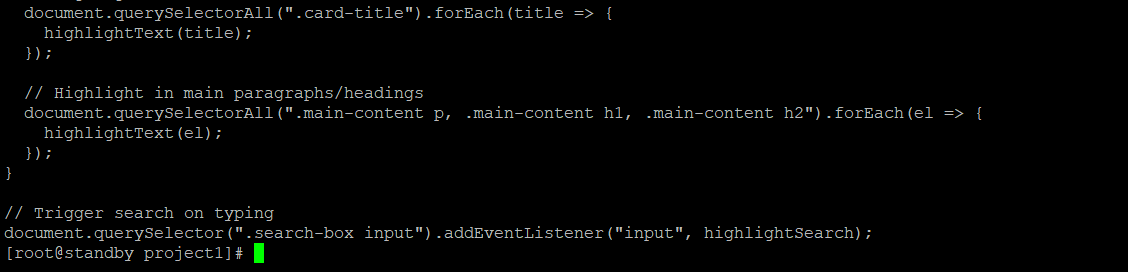 document.querySelectorAll(".card-title").forEach(title => {
    highlightText(title);
  });

  // Highlight in main paragraphs/headings
  document.querySelectorAll(".main-content p, .main-content h1, .main-content h2").forEach(el => {
    highlightText(el);
  });
}

// Trigger search on typing
document.querySelector(".search-box input").addEventListener("input", highlightSearch);
[root@standby project1]#